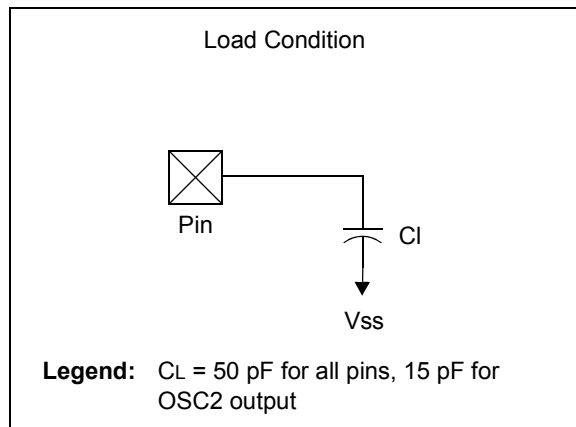 Load Condition
Pin
Cl
Vss
Legend: CL = 50 pF for all pins, 15 pF for
OSC2 output